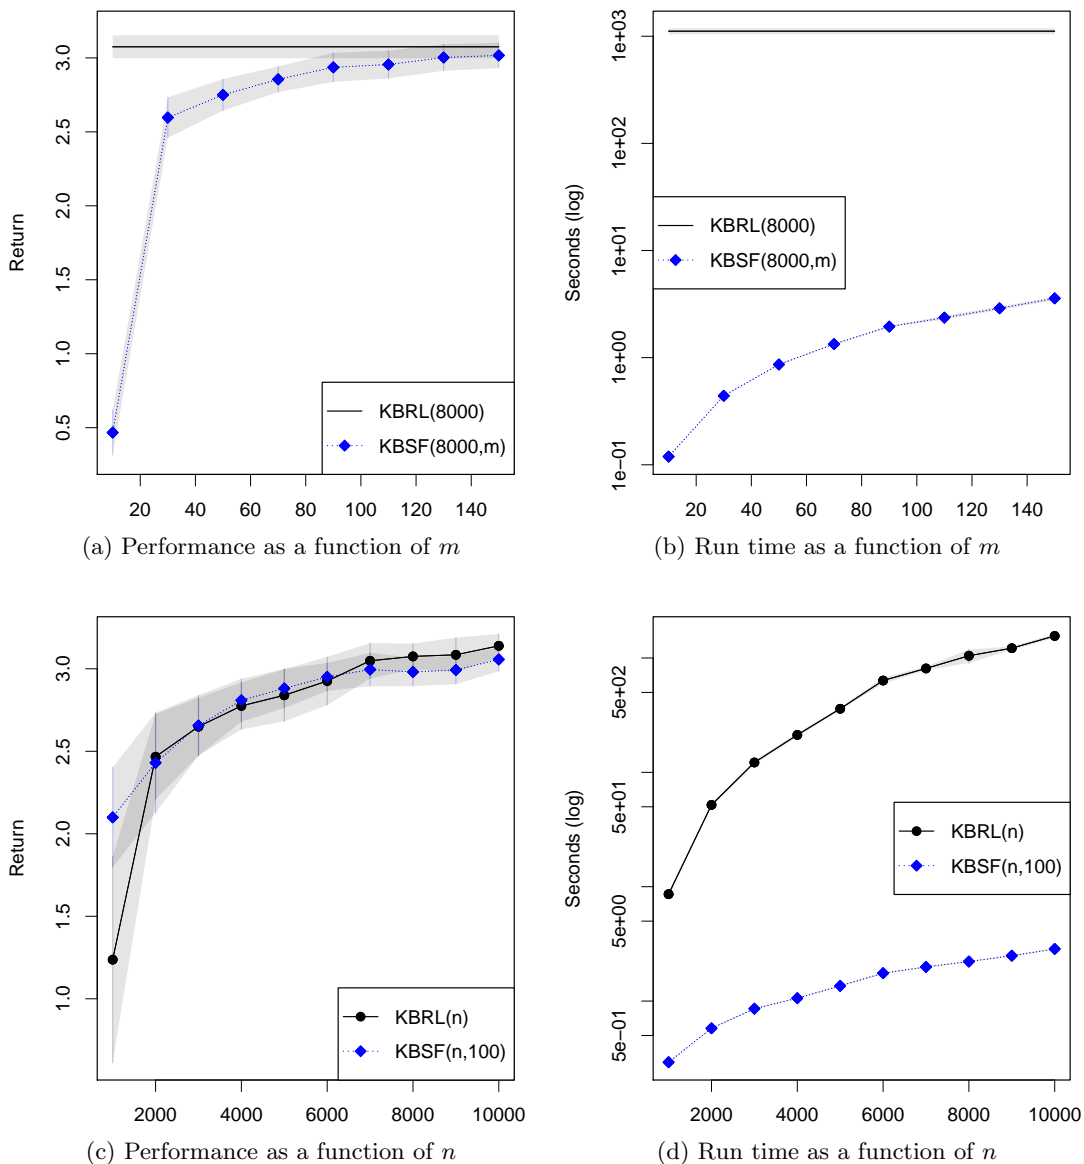 3.0
2.5
2.0
1.5
1.0
0.5
Return
KBRL(8000)
KBSF(8000,m)
20 40 60 80 100 120 140
(a) Performance as a function of m
1e+03
1e+02
1e+01
1e+00
1e−01
Seconds (log)
KBRL(8000)
KBSF(8000,m)
20 40 60 80 100 120 140
(b) Run time as a function of m
3.0
2.5
2.0
1.5
1.0
Return
KBRL(n)
KBSF(n,100)
2000 4000 6000 8000 10000
(c) Performance as a function of n
5e+02
5e+01
5e+00
5e−01
Seconds (log)
KBRL(n)
KBSF(n,100)
2000 4000 6000 8000 10000
(d) Run time as a function of n